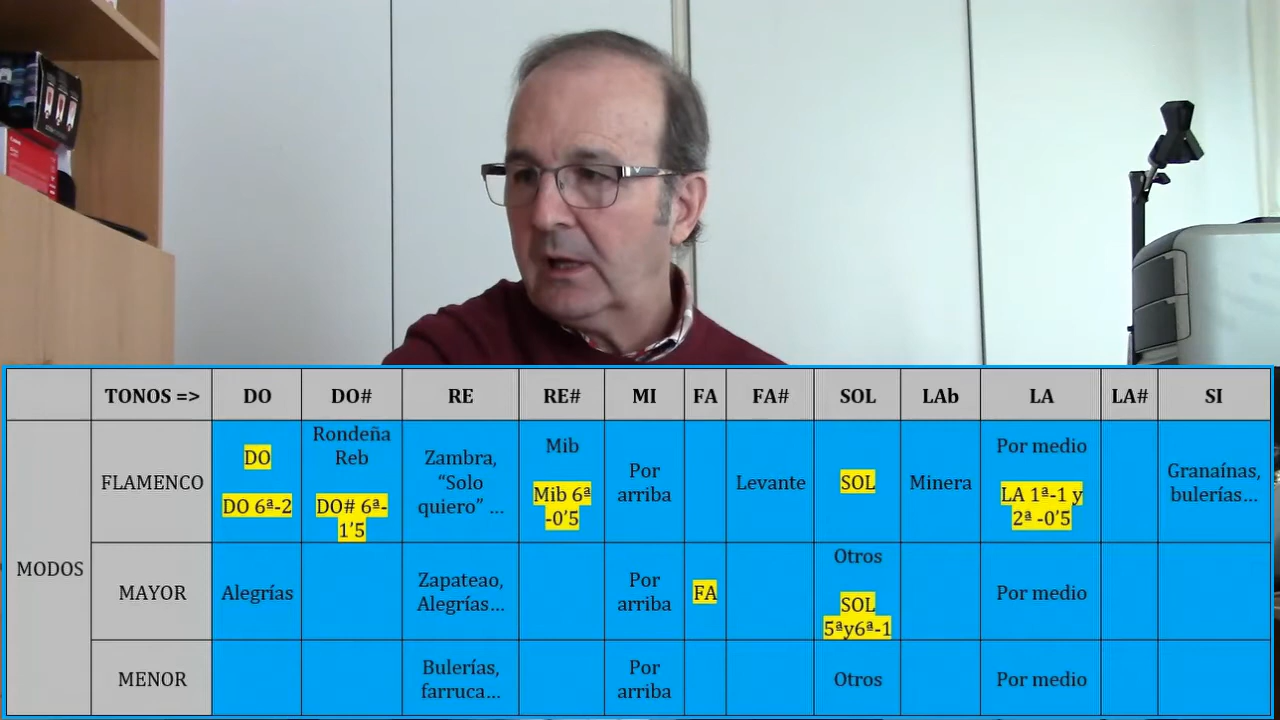 TONOS => DO DO# RE RE# MI FA FA# SOL LAb LA LA# SI
MODOS
FLAMENCO
DO
DO 6ª-2
Rondeña
Reb
DO# 6ª-
1’5
Zambra,
“Solo
quiero” ...
Mib
Mib 6ª
-0’5
Por
arriba
Levante
SOL
Minera
Por medio
LA 1ª-1 y
2ª -0’5
Granaínas,
bulerías...
MAYOR
Alegrías
Zapateao,
Alegrías...
Por
arriba
FA
Otros
SOL
5ªy6ª-1
Por medio
MENOR
Bulerías,
farruca...
Por
arriba
Otros
Por medio